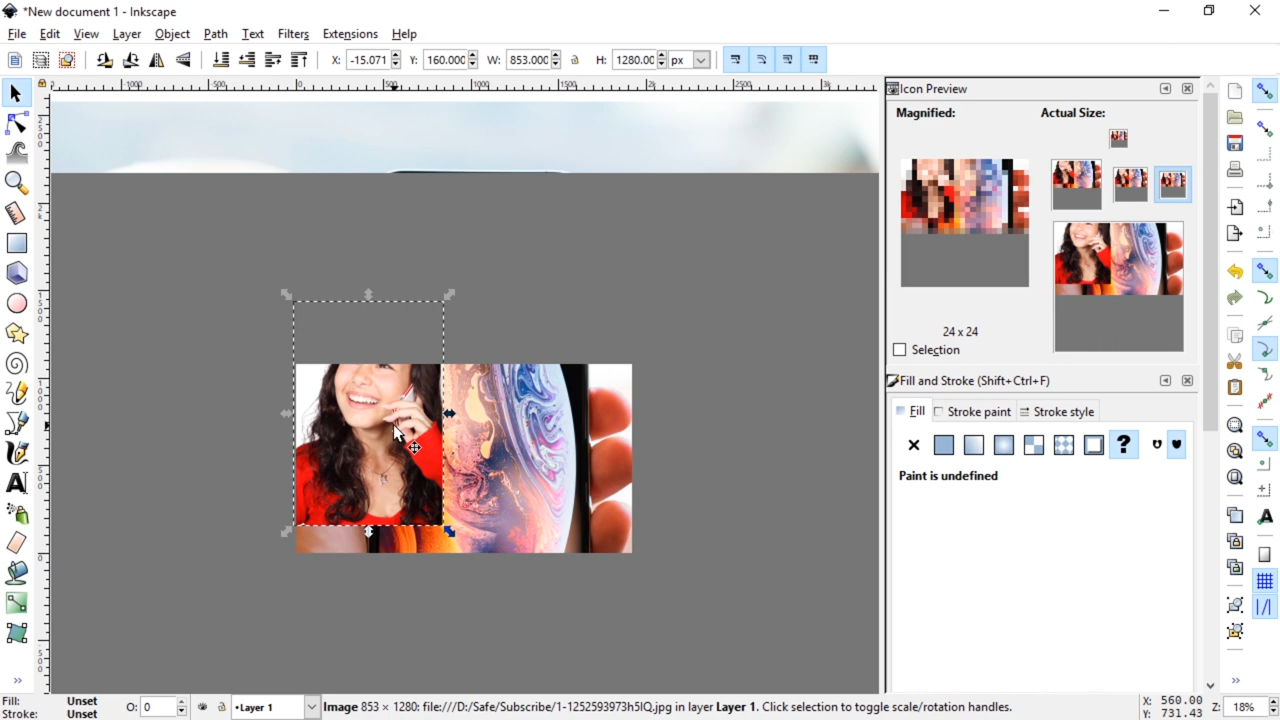 *New document 1 - Inkscape
File Edit View Layer Object Path Text Filters Extensions Help
X: -15.071 Y: 160.000 W: 853.000 H: 1280.00 px
Icon Preview
Magnified: Actual Size:
24 x 24
Selection
Fill and Stroke (Shift+Ctrl+F)
Fill Stroke paint Stroke style
Paint is undefined
Fill: Unset
Stroke: Unset
O: 0
•Layer 1
Image 853 × 1280: file:///D:/Safe/Subscribe/1-1252593973h5lQ.jpg in layer Layer 1. Click selection to toggle scale/rotation handles.
X: 560.00
Y: 731.43
Z: 18%